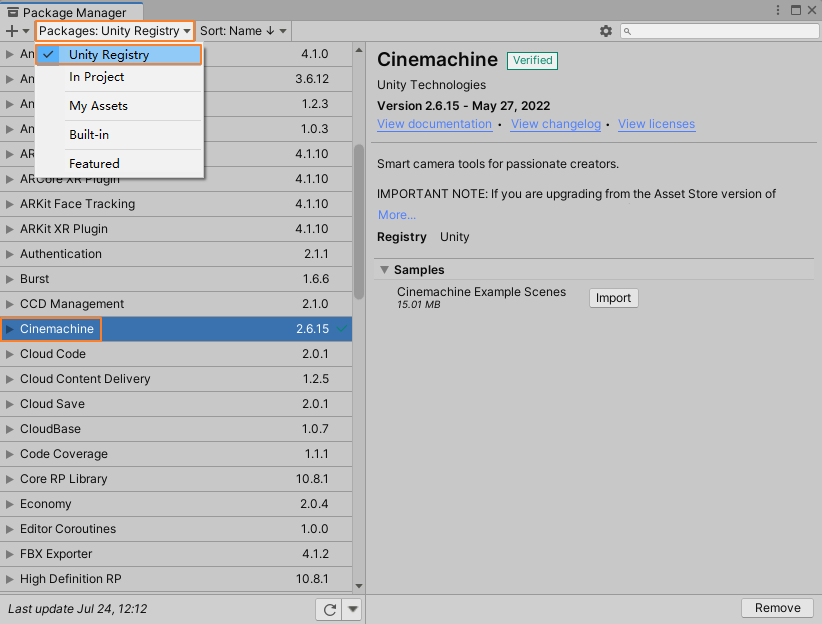 Package Manager
Packages: Unity Registry
Sort: Name ↓
Unity Registry
In Project
My Assets
Built-in
Featured
An 4.1.0
An 3.6.12
An 1.2.3
An 1.0.3
AR 4.1.10
ARCore XR Plugin 4.1.10
ARKit Face Tracking 4.1.10
ARKit XR Plugin 4.1.10
Authentication 2.1.1
Burst 1.6.6
CCD Management 2.1.0
Cinemachine 2.6.15
Cloud Code 2.0.1
Cloud Content Delivery 1.2.5
Cloud Save 2.0.1
CloudBase 1.0.7
Code Coverage 1.1.1
Core RP Library 10.8.1
Economy 2.0.4
Editor Coroutines 1.0.0
FBX Exporter 4.1.2
High Definition RP 10.8.1
Last update Jul 24, 12:12
Cinemachine Verified
Unity Technologies
Version 2.6.15 - May 27, 2022
View documentation • View changelog • View licenses
Smart camera tools for passionate creators.
IMPORTANT NOTE: If you are upgrading from the Asset Store version of
More...
Registry Unity
Samples
Cinemachine Example Scenes
15.01 MB
Import
Remove